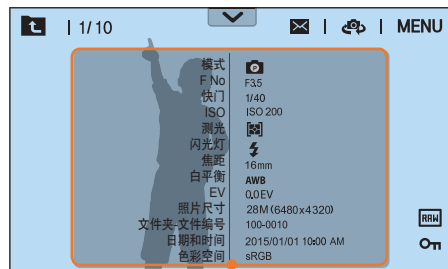 1/10 MENU
模式 P
F No F3.5
快门 1/40
ISO ISO 200
测光
闪光灯
焦距 16mm
白平衡 AWB
EV 0.0EV
照片尺寸 28M (6480x4320)
文件夹-文件编号 100-0010
日期和时间 2015/01/01 10:00 AM
色彩空间 sRGB
RAW